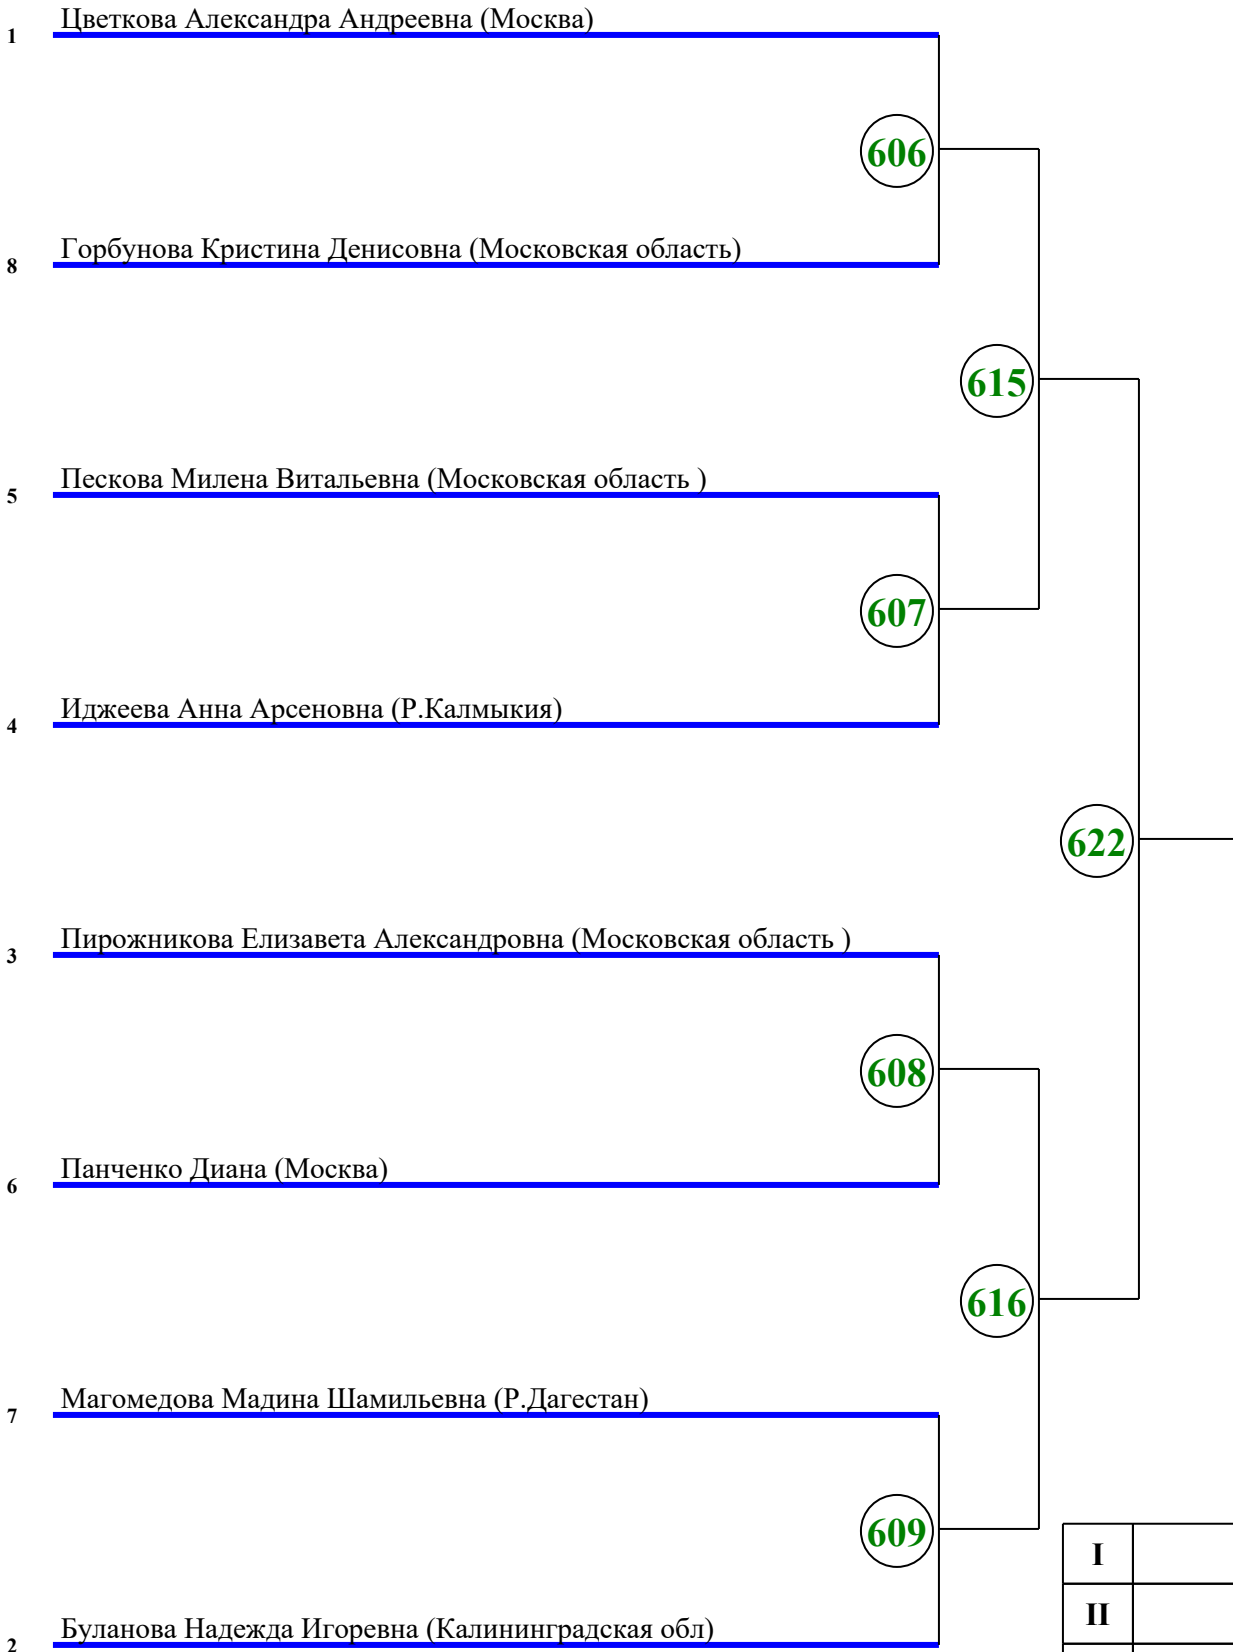 Цветкова Александра Андреевна (Москва)
1
606
Горбунова Кристина Денисовна (Московская область)
8
615
Пескова Милена Витальевна (Московская область )
5
607
Иджеева Анна Арсеновна (Р.Калмыкия)
4
622
Пирожникова Елизавета Александровна (Московская область )
3
608
Панченко Диана (Москва)
6
616
Магомедова Мадина Шамильевна (Р.Дагестан)
7
609
I
II
Буланова Надежда Игоревна (Калининградская обл)
2